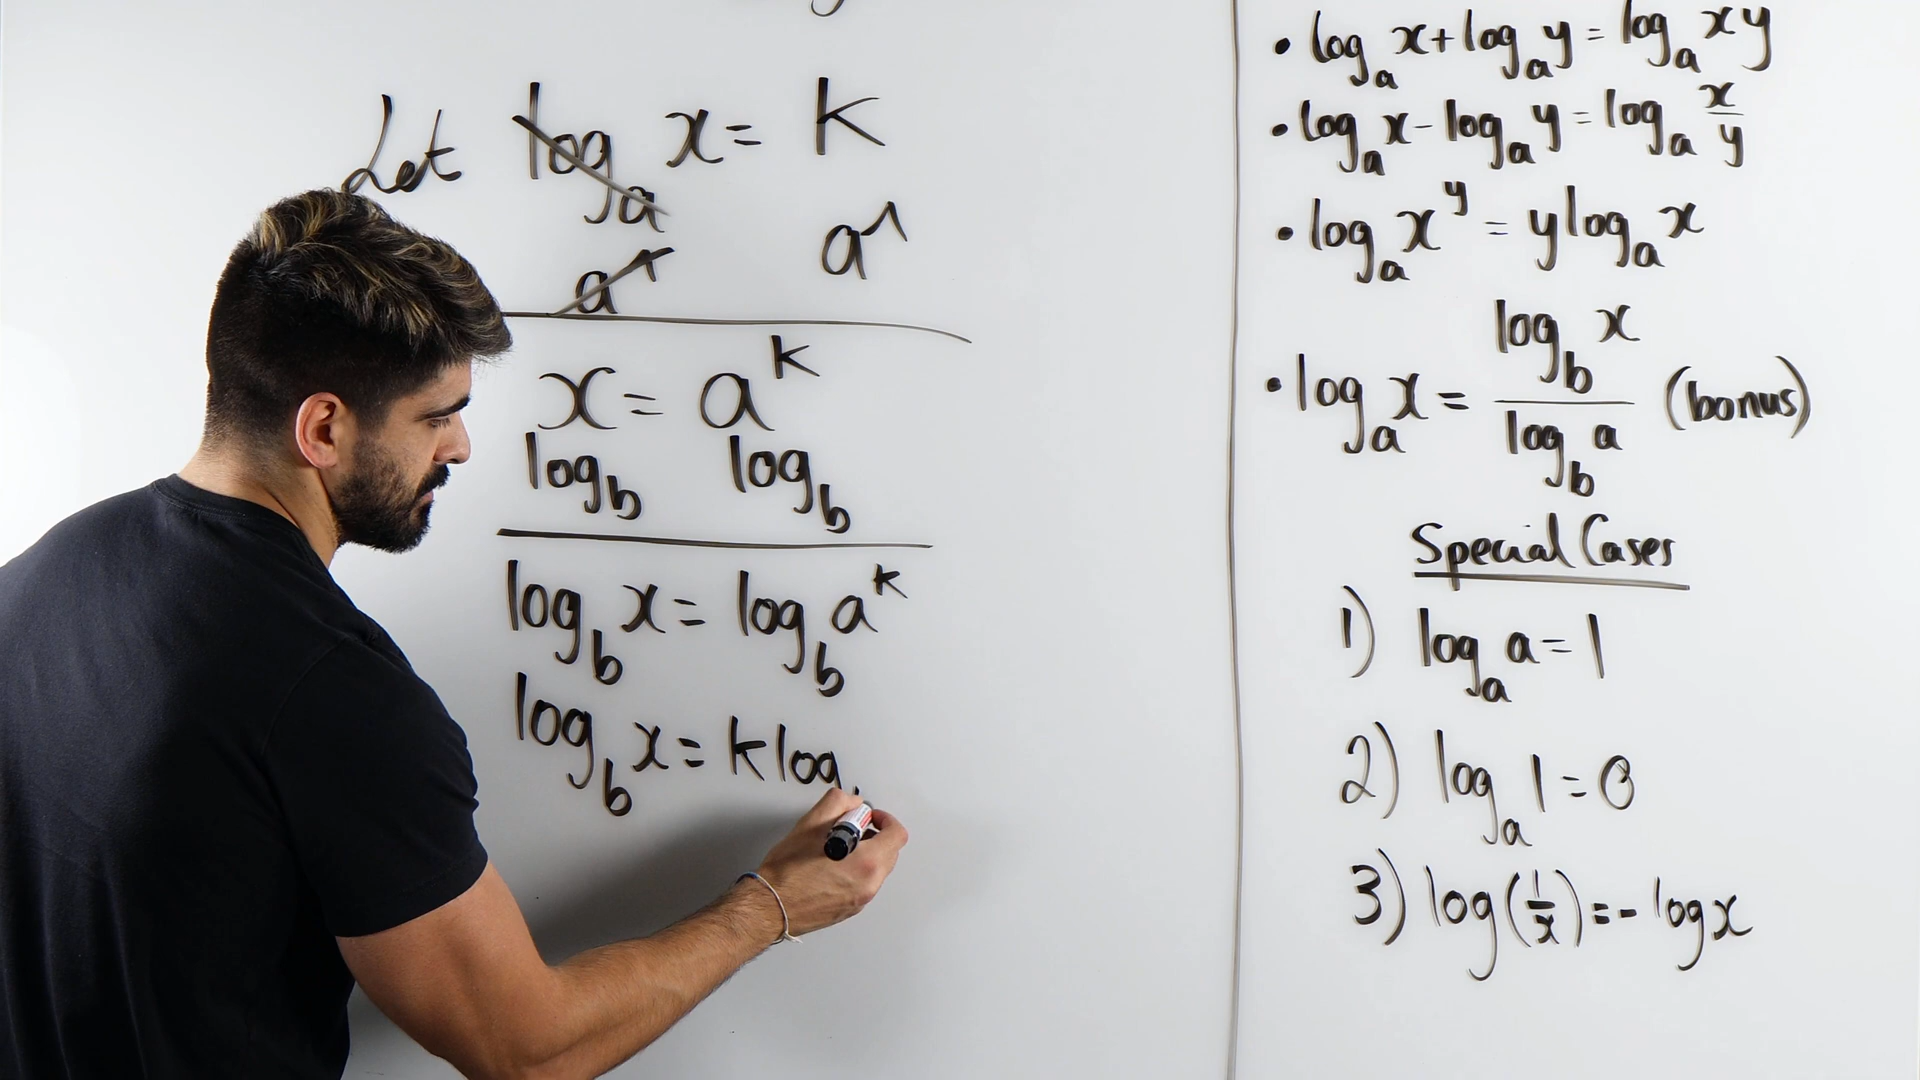 Let log_a x = k
a^ a^
x = a^k
log_b log_b
log_b x = log_b a^k
log_b x = k log
• log_a x + log_a y = log_a xy
• log_a x - log_a y = log_a x/y
• log_a x^y = y log_a x
• log_a x = log_b x / log_b a (bonus)
Special Cases
1) log_a a = 1
2) log_a 1 = 0
3) log(1/x) = - log x